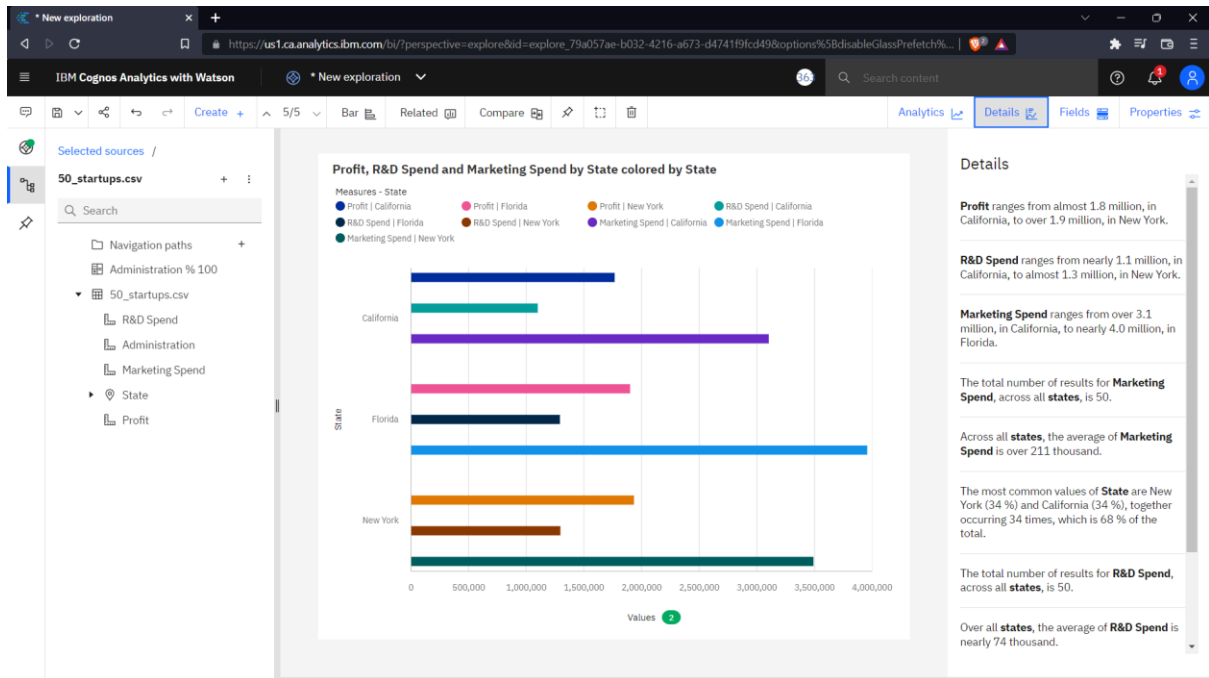 * New exploration
https://us1.ca.analytics.ibm.com/bi/?perspective=explore&id=explore_79a057ae-b032-4216-a673-d4741f9fcd49&options%5BdisableGlassPrefetch%...
IBM Cognos Analytics with Watson
* New exploration
363
Search content
1
Create +
5/5
Bar
Related
Compare
Analytics
Details
Fields
Properties
Selected sources /
50_startups.csv
Search
Navigation paths
Administration % 100
50_startups.csv
R&D Spend
Administration
Marketing Spend
State
Profit
Profit, R&D Spend and Marketing Spend by State colored by State
Measures - State
Profit | California
Profit | Florida
Profit | New York
R&D Spend | California
R&D Spend | Florida
R&D Spend | New York
Marketing Spend | California
Marketing Spend | Florida
Marketing Spend | New York
State
California
Florida
New York
0 500,000 1,000,000 1,500,000 2,000,000 2,500,000 3,000,000 3,500,000 4,000,000
Values 2
Details
Profit ranges from almost 1.8 million, in
California, to over 1.9 million, in New York.
R&D Spend ranges from nearly 1.1 million, in
California, to almost 1.3 million, in New York.
Marketing Spend ranges from over 3.1
million, in California, to nearly 4.0 million, in
Florida.
The total number of results for Marketing
Spend, across all states, is 50.
Across all states, the average of Marketing
Spend is over 211 thousand.
The most common values of State are New
York (34 %) and California (34 %), together
occurring 34 times, which is 68 % of the
total.
The total number of results for R&D Spend,
across all states, is 50.
Over all states, the average of R&D Spend is
nearly 74 thousand.